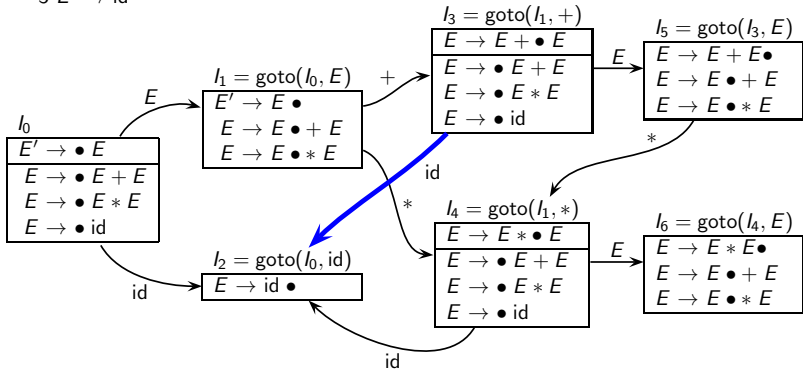 I₀
E' → • E
E → • E + E
E → • E * E
E → • id
E
id
I₁ = goto(I₀, E)
E' → E •
E → E • + E
E → E • * E
+
*
I₂ = goto(I₀, id)
E → id •
I₃ = goto(I₁, +)
E → E + • E
E → • E + E
E → • E * E
E → • id
id
E
I₄ = goto(I₁, *)
E → E * • E
E → • E + E
E → • E * E
E → • id
id
E
I₅ = goto(I₃, E)
E → E + E•
E → E • + E
E → E • * E
*
I₆ = goto(I₄, E)
E → E * E•
E → E • + E
E → E • * E